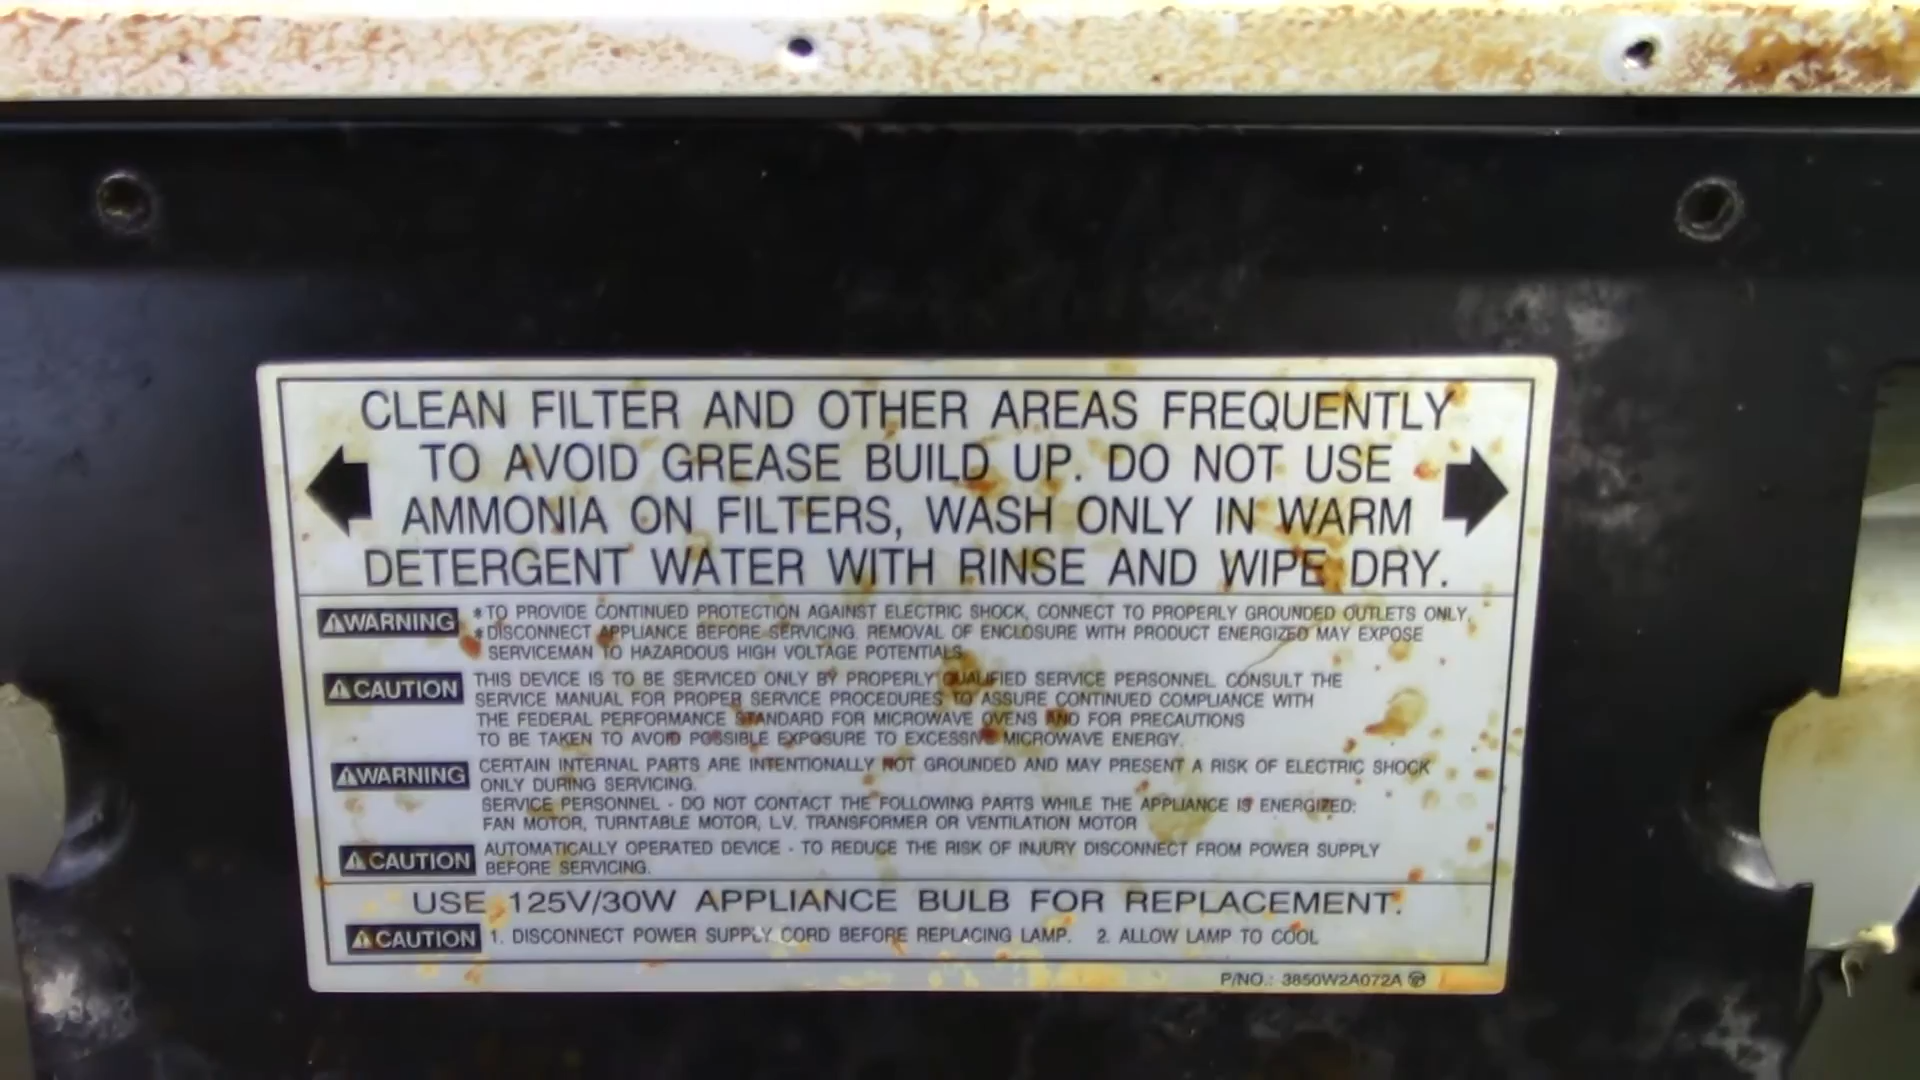 CLEAN FILTER AND OTHER AREAS FREQUENTLY
TO AVOID GREASE BUILD UP. DO NOT USE
AMMONIA ON FILTERS, WASH ONLY IN WARM
DETERGENT WATER WITH RINSE AND WIPE DRY.
WARNING *TO PROVIDE CONTINUED PROTECTION AGAINST ELECTRIC SHOCK, CONNECT TO PROPERLY GROUNDED OUTLETS ONLY.
*DISCONNECT APPLIANCE BEFORE SERVICING. REMOVAL OF ENCLOSURE WITH PRODUCT ENERGIZED MAY EXPOSE
SERVICEMAN TO HAZARDOUS HIGH VOLTAGE POTENTIALS.
CAUTION THIS DEVICE IS TO BE SERVICED ONLY BY PROPERLY QUALIFIED SERVICE PERSONNEL. CONSULT THE
SERVICE MANUAL FOR PROPER SERVICE PROCEDURES TO ASSURE CONTINUED COMPLIANCE WITH
THE FEDERAL PERFORMANCE STANDARD FOR MICROWAVE OVENS AND FOR PRECAUTIONS
TO BE TAKEN TO AVOID POSSIBLE EXPOSURE TO EXCESSIVE MICROWAVE ENERGY.
WARNING CERTAIN INTERNAL PARTS ARE INTENTIONALLY NOT GROUNDED AND MAY PRESENT A RISK OF ELECTRIC SHOCK
ONLY DURING SERVICING.
SERVICE PERSONNEL - DO NOT CONTACT THE FOLLOWING PARTS WHILE THE APPLIANCE IS ENERGIZED:
FAN MOTOR, TURNTABLE MOTOR, L.V. TRANSFORMER OR VENTILATION MOTOR
CAUTION AUTOMATICALLY OPERATED DEVICE - TO REDUCE THE RISK OF INJURY DISCONNECT FROM POWER SUPPLY
BEFORE SERVICING.
USE 125V/30W APPLIANCE BULB FOR REPLACEMENT.
CAUTION 1. DISCONNECT POWER SUPPLY CORD BEFORE REPLACING LAMP. 2. ALLOW LAMP TO COOL
P/NO.: 3850W2A072A